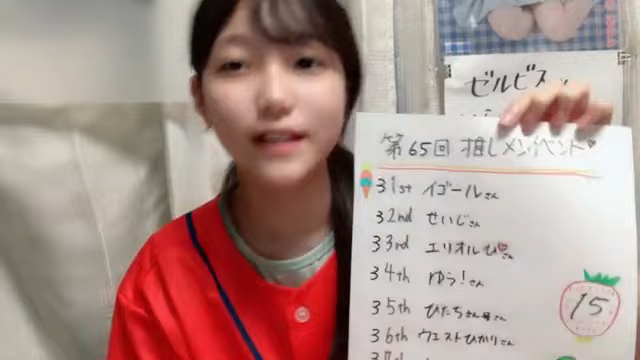 ゼルビス
第65回 推しメンイベント
31st イゴールさん
32nd せいじさん
33rd エリオルひ さん
34th ゆう!さん
35th ひたちさん
36th ウエストひかりさん
15